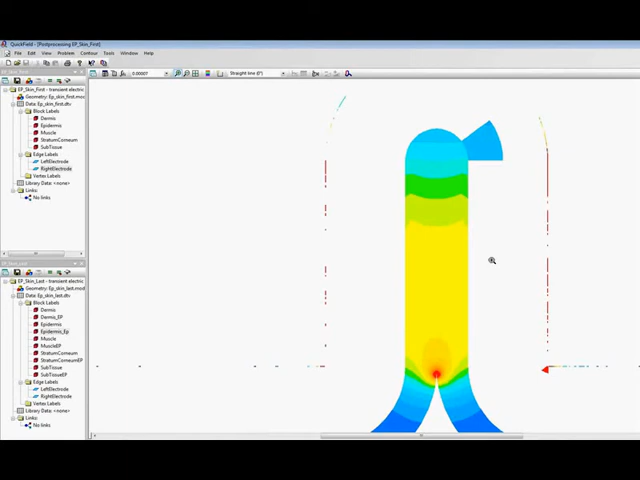 QuickField - [Postprocessing EP_Skin_First]
File Edit View Problem Contour Tools Window Help
0.00007
Straight line (0°)
EP_Skin_First - transient electric
Geometry: Ep_skin_first.mod
Data: Ep_skin_first.dtv
Block Labels
Dermis
Epidermis
Muscle
StratumCorneum
SubTissue
Edge Labels
LeftElectrode
RightElectrode
Vertex Labels
Library Data: <none>
Links:
No links
EP_Skin_Last - transient electric
Geometry: Ep_skin_last.mod
Data: Ep_skin_last.dtv
Block Labels
Dermis
Dermis_EP
Epidermis
Epidermis_Ep
Muscle
MuscleEP
StratumCorneum
StratumCorneumEP
SubTissue
SubTissueEP
Edge Labels
LeftElectrode
RightElectrode
Vertex Labels
Library Data: <none>
Links:
No links